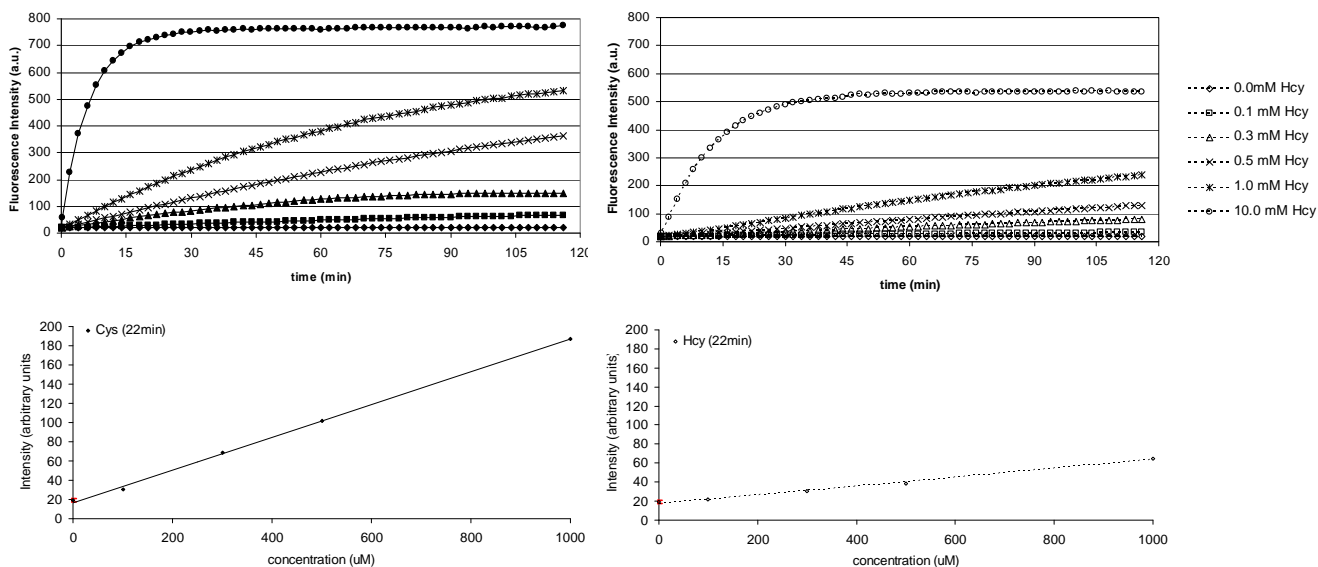 800
700
600
500
400
300
200
100
0
Fluorescence Intensity (a.u.)
0 15 30 45 60 75 90 105 12(
time (min)
800
700
600
500
400
300
200
100
0
Fluorescence Intensity (a.u.)
0 15 30 45 60 75 90 105 120
time (min)
0.0mM Hcy
0.1 mM Hcy
0.3 mM Hcy
0.5 mM Hcy
1.0 mM Hcy
10.0 mM Hcy
200
180
160
140
120
100
80
60
40
20
0
Intensity (arbitrary units
Cys (22min)
0 200 400 600 800 1000
concentration (uM)
200
180
160
140
120
100
80
60
40
20
0
Intensity (arbitrary units)
Hcy (22min)
0 200 400 600 800 1000
concentration (uM)